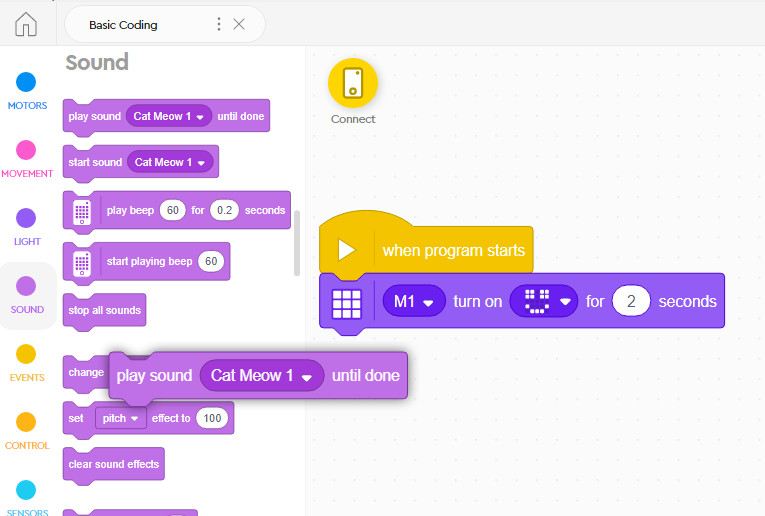 Basic Coding
Sound
MOTORS
MOVEMENT
LIGHT
SOUND
EVENTS
CONTROL
SENSORS
play sound Cat Meow 1 until done
start sound Cat Meow 1
play beep 60 for 0.2 seconds
start playing beep 60
stop all sounds
change
play sound Cat Meow 1 until done
set pitch effect to 100
clear sound effects
Connect
when program starts
M1 turn on for 2 seconds